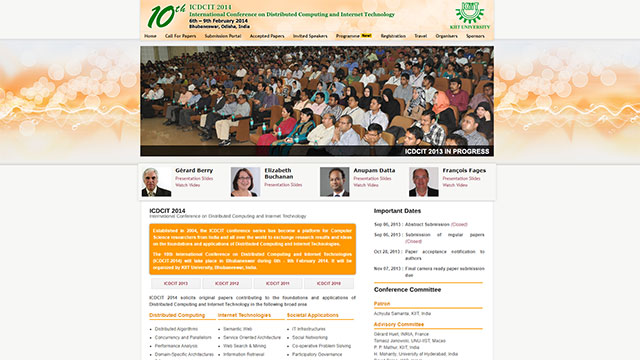 10th ICDCIT 2014
International Conference on Distributed Computing and Internet Technology
6th – 9th February 2014
Bhubaneswar, Odisha, India
KIIT UNIVERSITY
Home Call For Papers Submission Portal Accepted Papers Invited Speakers Programme New! Registration Travel Organisers Sponsors
ICDCIT 2013 IN PROGRESS
Gérard Berry
Presentation Slides
Watch Video
Elizabeth Buchanan
Presentation Slides
Anupam Datta
Presentation Slides
Watch Video
François Fages
Presentation Slides
Watch Video
ICDCIT 2014
International Conference on Distributed Computing and Internet Technology
Established in 2004, the ICDCIT conference series has become a platform for Computer
Science researchers from India and all over the world to exchange research results and ideas
on the foundations and applications of Distributed Computing and Internet Technologies.
The 10th International Conference on Distributed Computing and Internet Technologies
(ICDCIT-2014) will take place in Bhubaneswar during 6th - 9th February 2014. It will be
organized by KIIT University, Bhubaneswar, India.
ICDCIT 2013 ICDCIT 2012 ICDCIT 2011 ICDCIT 2010
ICDCIT 2014 solicits original papers contributing to the foundations and applications of
Distributed Computing and Internet Technology in the following broad area
Distributed Computing
Distributed Algorithms
Concurrency and Parallelism
Performance Analysis
Domain-Specific Architectures
Internet Technologies
Semantic Web
Service Oriented Architecture
Web Search & Mining
Information Retrieval
Societal Applications
IT Infrastructures
Social Networking
Co-operative Problem Solving
Participatory Governance
Important Dates
Sep 06, 2013 : Abstract Submission (Closed)
Sep 06, 2013 : Submission of regular papers
(Closed)
Oct 28, 2013 : Paper acceptance notification to
authors
Nov 07, 2013 : Final camera ready paper submission
due
Conference Committee
Patron
Achyuta Samanta, KIIT, India
Advisory Committee
Gérard Huet, INRIA, France
Tomasz Janowski, UNU-IIST, Macao
P. P. Mathur, KIIT, India
H. Mohanty, University of Hyderabad, India